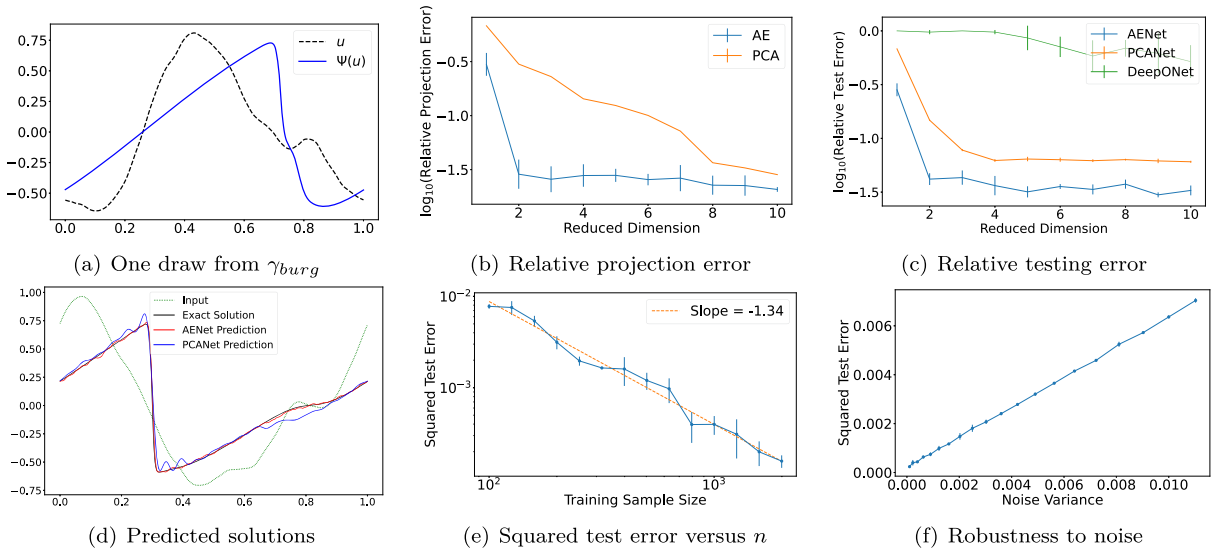 0.75
0.50
0.25
0.00
−0.25
−0.50
0.0 0.2 0.4 0.6 0.8 1.0
u
Ψ(u)
(a) One draw from γburg
log10(Relative Projection Error)
−0.5
−1.0
−1.5
2 4 6 8 10
Reduced Dimension
AE
PCA
(b) Relative projection error
log10(Relative Test Error)
0.0
−0.5
−1.0
−1.5
2 4 6 8 10
Reduced Dimension
AENet
PCANet
DeepONet
(c) Relative testing error
1.00
0.75
0.50
0.25
0.00
−0.25
−0.50
−0.75
0.0 0.2 0.4 0.6 0.8 1.0
Input
Exact Solution
AENet Prediction
PCANet Prediction
(d) Predicted solutions
Squared Test Error
10−2
10−3
102 103
Training Sample Size
Slope = -1.34
(e) Squared test error versus n
Squared Test Error
0.006
0.004
0.002
0.000
0.000 0.002 0.004 0.006 0.008 0.010
Noise Variance
(f) Robustness to noise